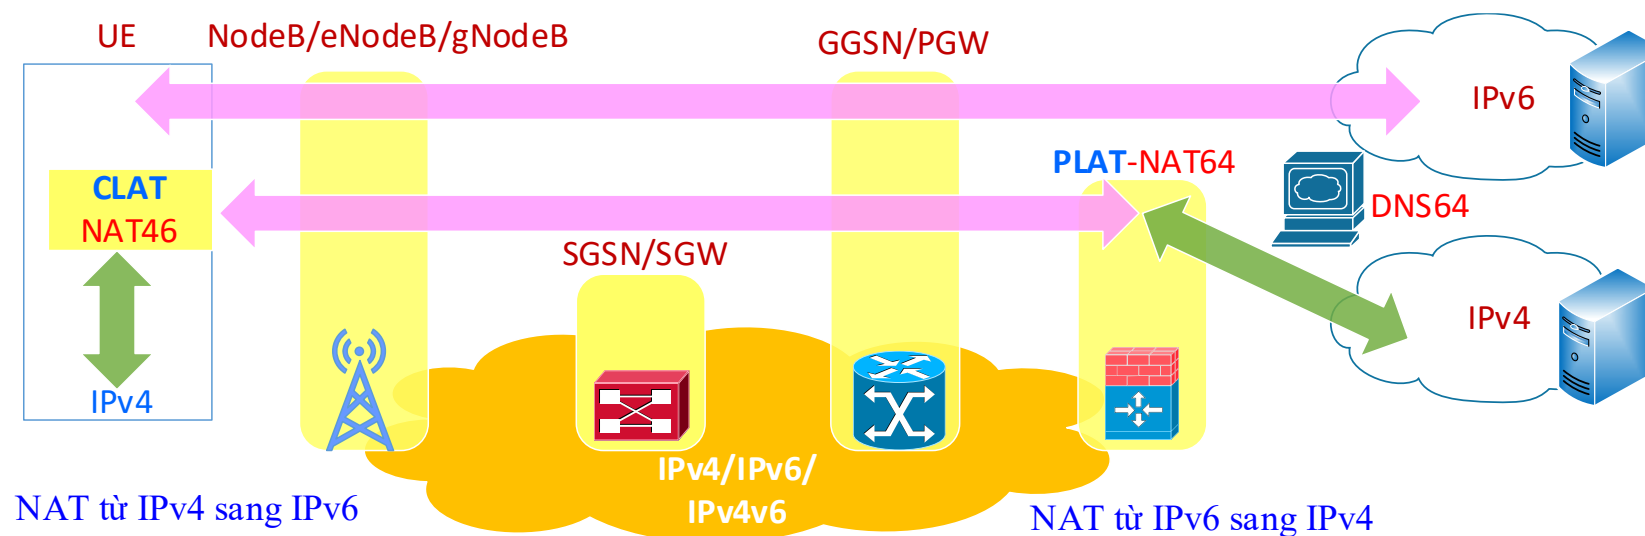 UE
NodeB/eNodeB/gNodeB
GGSN/PGW
IPv6
PLAT-NAT64
CLAT
NAT46
DNS64
SGSN/SGW
IPv4
IPv4
IPv4/IPv6/
IPv4v6
NAT từ IPv4 sang IPv6
NAT từ IPv6 sang IPv4